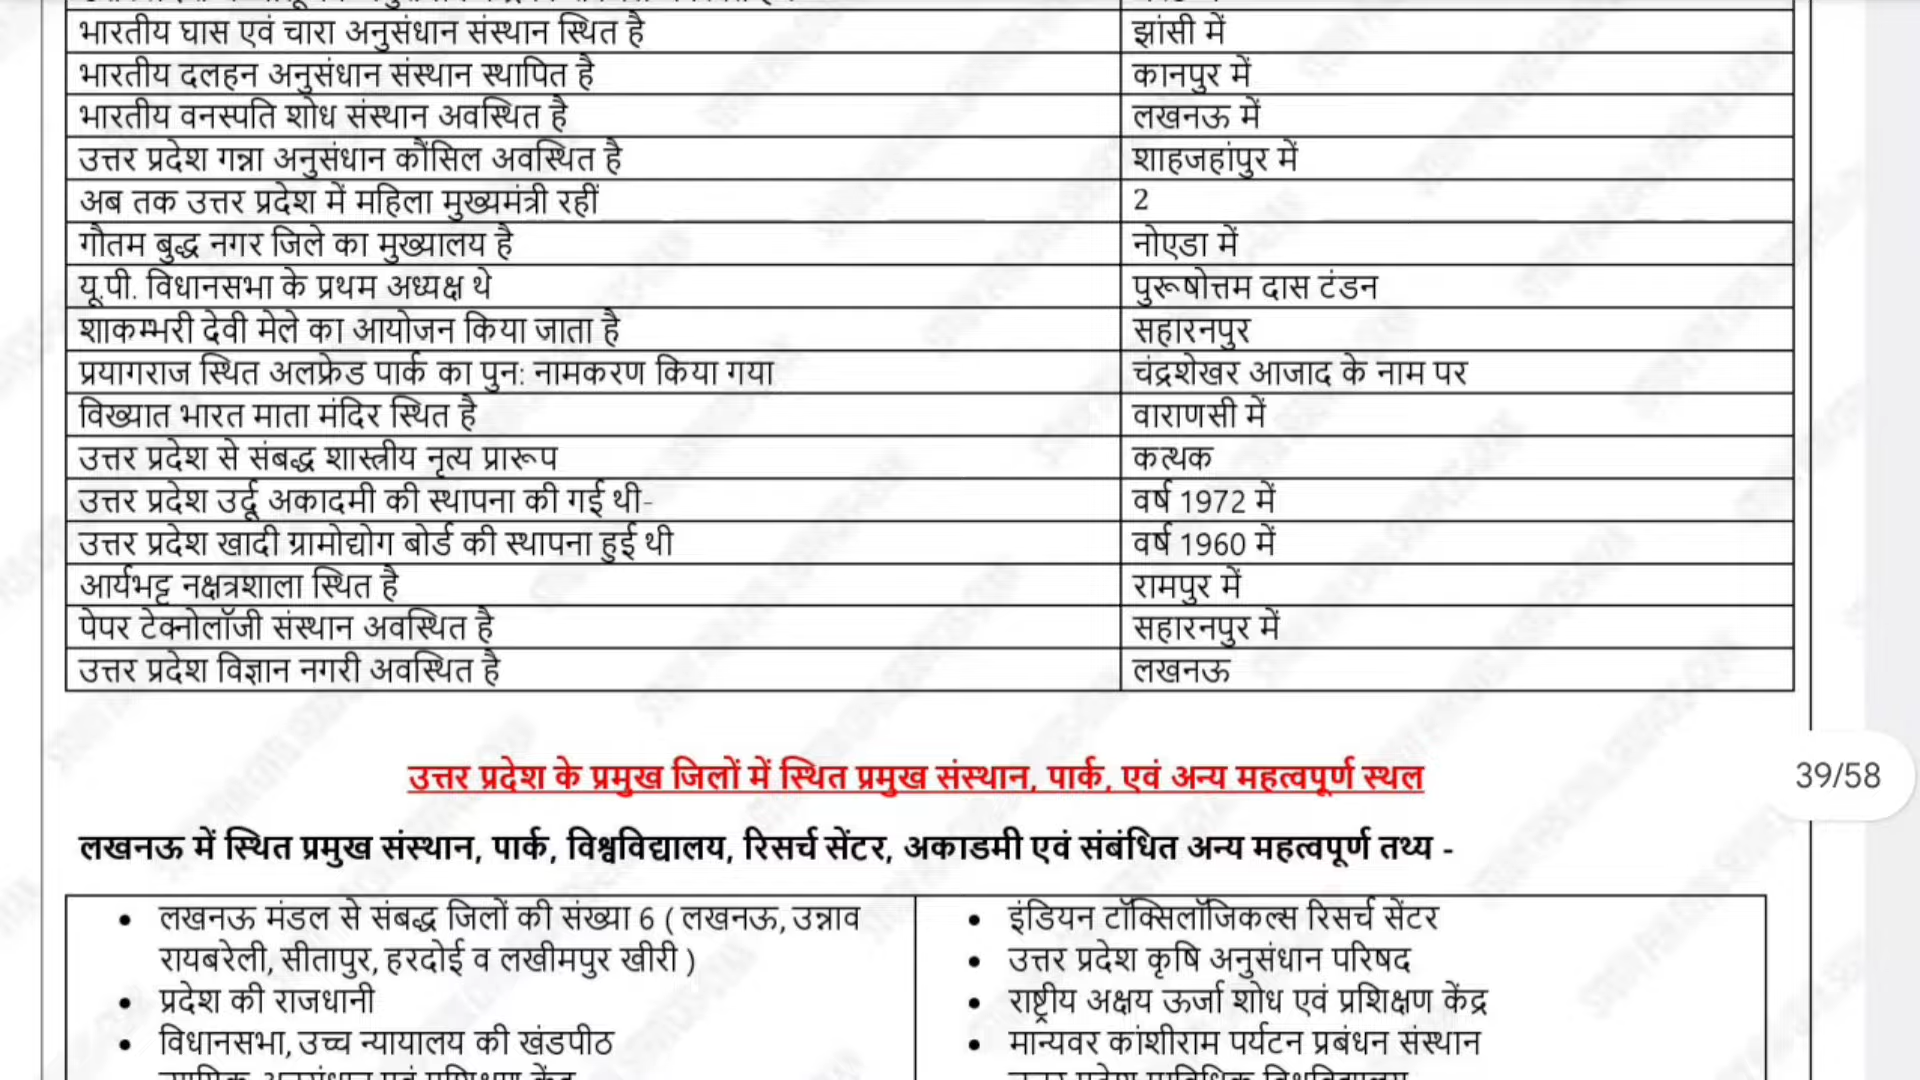 भारतीय घास एवं चारा अनुसंधान संस्थान स्थित है झांसी में
भारतीय दलहन अनुसंधान संस्थान स्थापित है कानपुर में
भारतीय वनस्पति शोध संस्थान अवस्थित है लखनऊ में
उत्तर प्रदेश गन्ना अनुसंधान कौंसिल अवस्थित है शाहजहांपुर में
अब तक उत्तर प्रदेश में महिला मुख्यमंत्री रहीं 2
गौतम बुद्ध नगर जिले का मुख्यालय है नोएडा में
यू.पी. विधानसभा के प्रथम अध्यक्ष थे पुरूषोत्तम दास टंडन
शाकम्भरी देवी मेले का आयोजन किया जाता है सहारनपुर
प्रयागराज स्थित अलफ्रेड पार्क का पुन: नामकरण किया गया चंद्रशेखर आजाद के नाम पर
विख्यात भारत माता मंदिर स्थित है वाराणसी में
उत्तर प्रदेश से संबद्ध शास्त्रीय नृत्य प्रारूप कत्थक
उत्तर प्रदेश उर्दू अकादमी की स्थापना की गई थी- वर्ष 1972 में
उत्तर प्रदेश खादी ग्रामोद्योग बोर्ड की स्थापना हुई थी वर्ष 1960 में
आर्यभट्ट नक्षत्रशाला स्थित है रामपुर में
पेपर टेक्नोलॉजी संस्थान अवस्थित है सहारनपुर में
उत्तर प्रदेश विज्ञान नगरी अवस्थित है लखनऊ
उत्तर प्रदेश के प्रमुख जिलों में स्थित प्रमुख संस्थान, पार्क, एवं अन्य महत्वपूर्ण स्थल
39/58
लखनऊ में स्थित प्रमुख संस्थान, पार्क, विश्वविद्यालय, रिसर्च सेंटर, अकाडमी एवं संबंधित अन्य महत्वपूर्ण तथ्य -
• लखनऊ मंडल से संबद्ध जिलों की संख्या 6 ( लखनऊ, उन्नाव
रायबरेली, सीतापुर, हरदोई व लखीमपुर खीरी )
• प्रदेश की राजधानी
• विधानसभा, उच्च न्यायालय की खंडपीठ
• इंडियन टॉक्सिलॉजिकल्स रिसर्च सेंटर
• उत्तर प्रदेश कृषि अनुसंधान परिषद
• राष्ट्रीय अक्षय ऊर्जा शोध एवं प्रशिक्षण केंद्र
• मान्यवर कांशीराम पर्यटन प्रबंधन संस्थान